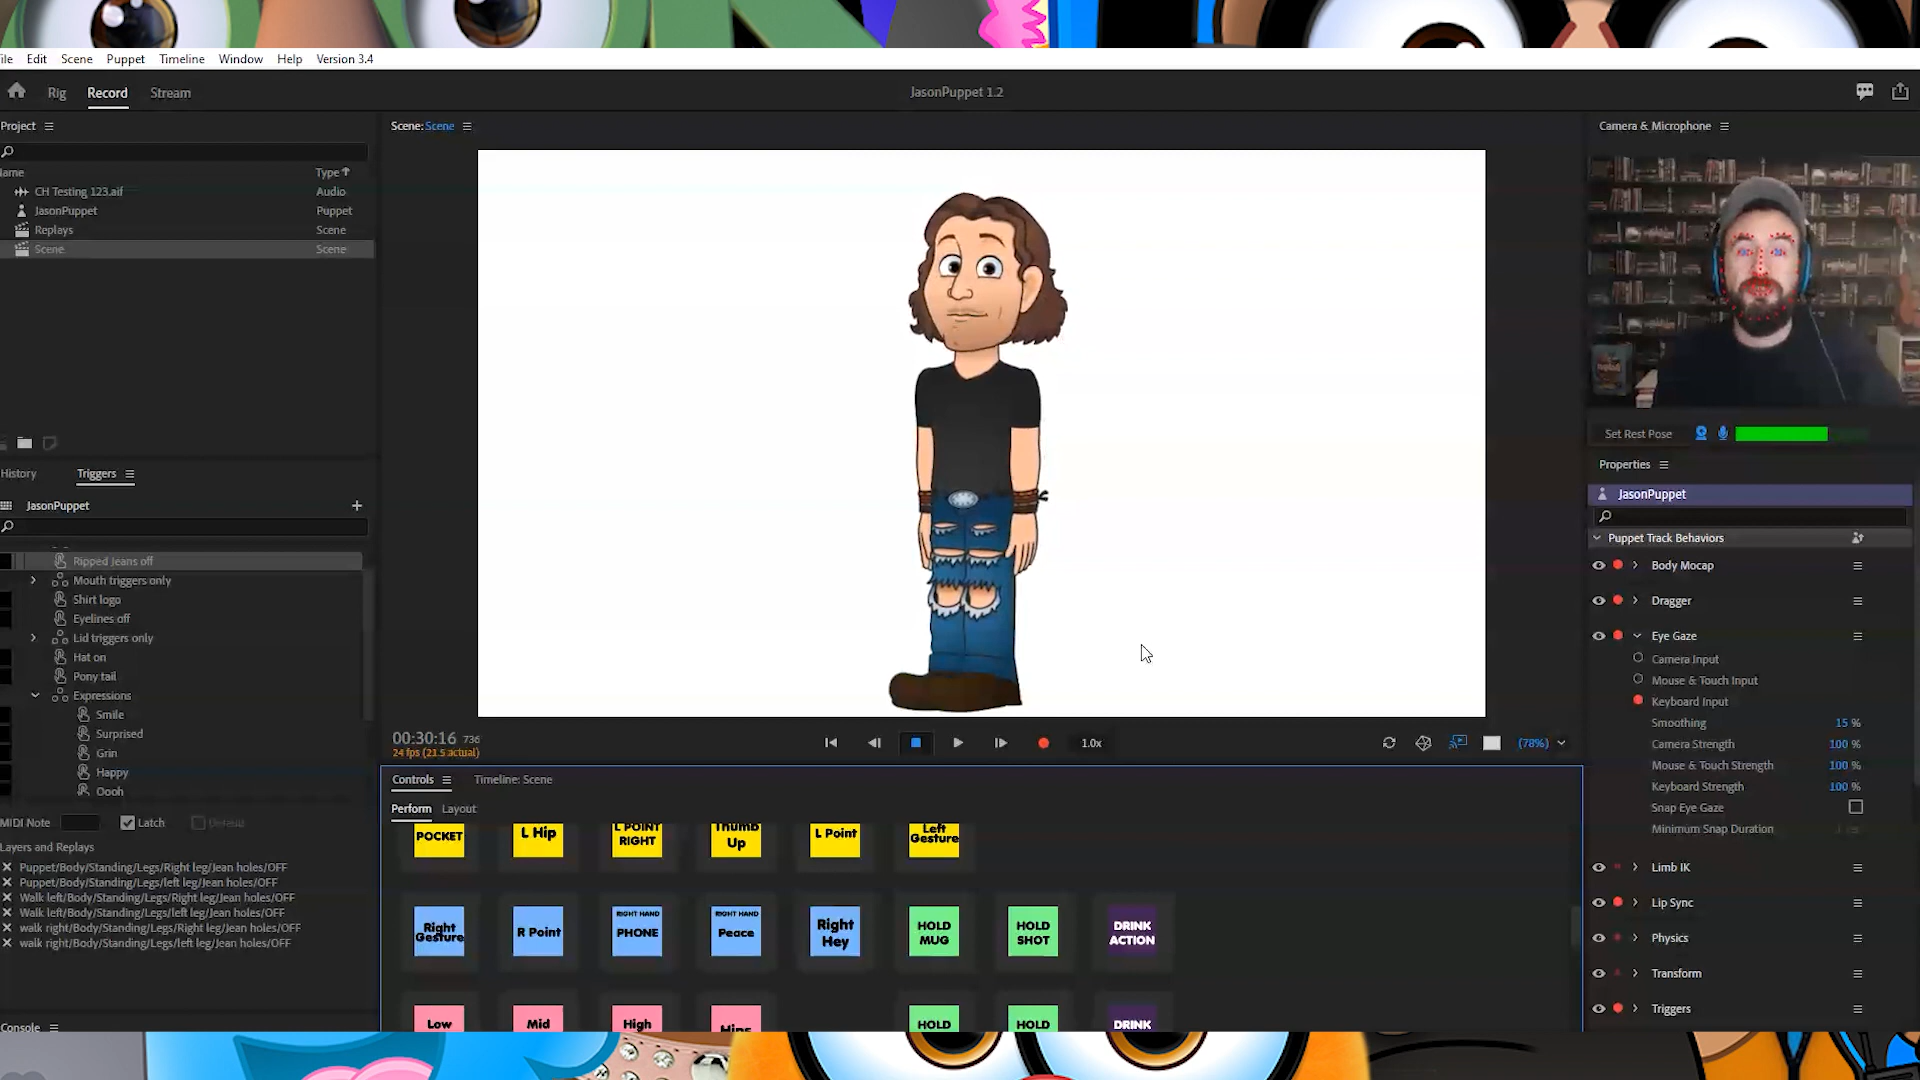 ile Edit Scene Puppet Timeline Window Help Version 3.4
Rig Record Stream
JasonPuppet 1.2
Project
Scene: Scene
Camera & Microphone
ame Type
CH Testing 123.aif Audio
JasonPuppet Puppet
Replays Scene
Scene Scene
Set Rest Pose
History Triggers
Properties
JasonPuppet
JasonPuppet
Puppet Track Behaviors
Ripped Jeans off
Mouth triggers only
Shirt logo
Eyelines off
Lid triggers only
Hat on
Pony tail
Expressions
Smile
Surprised
Grin
Happy
Oooh
MIDI Note Latch Default
Layers and Replays
Puppet/Body/Standing/Legs/Right leg/Jean holes/OFF
Puppet/Body/Standing/Legs/left leg/Jean holes/OFF
Walk left/Body/Standing/Legs/Right leg/Jean holes/OFF
Walk left/Body/Standing/Legs/left leg/Jean holes/OFF
walk right/Body/Standing/Legs/Right leg/Jean holes/OFF
walk right/Body/Standing/Legs/left leg/Jean holes/OFF
Console
00:30:16 736
24 fps (21.5 actual)
1.0x
(78%)
Controls Timeline: Scene
Perform Layout
POCKET
L Hip
L POINT
RIGHT
Thumb
Up
L Point
Left
Gesture
Right
Gesture
R Point
RIGHT HAND
PHONE
RIGHT HAND
Peace
Right
Hey
HOLD
MUG
HOLD
SHOT
DRINK
ACTION
Low
Mid
High
Hips
HOLD
HOLD
DRINK
Body Mocap
Dragger
Eye Gaze
Camera Input
Mouse & Touch Input
Keyboard Input
Smoothing 15 %
Camera Strength 100 %
Mouse & Touch Strength 100 %
Keyboard Strength 100 %
Snap Eye Gaze
Minimum Snap Duration
Limb IK
Lip Sync
Physics
Transform
Triggers